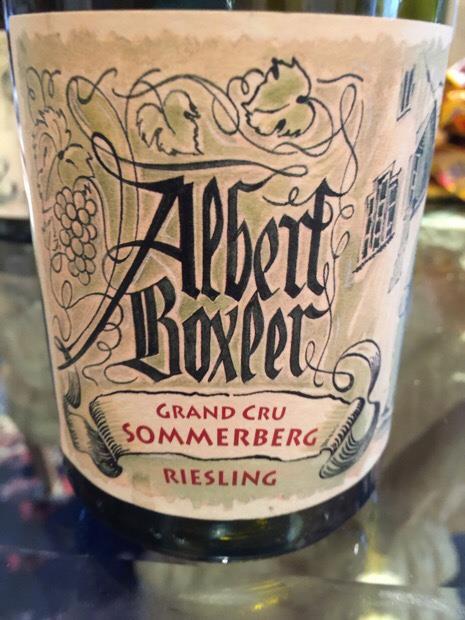 Albert
Boxler
GRAND CRU
SOMMERBERG
RIESLING